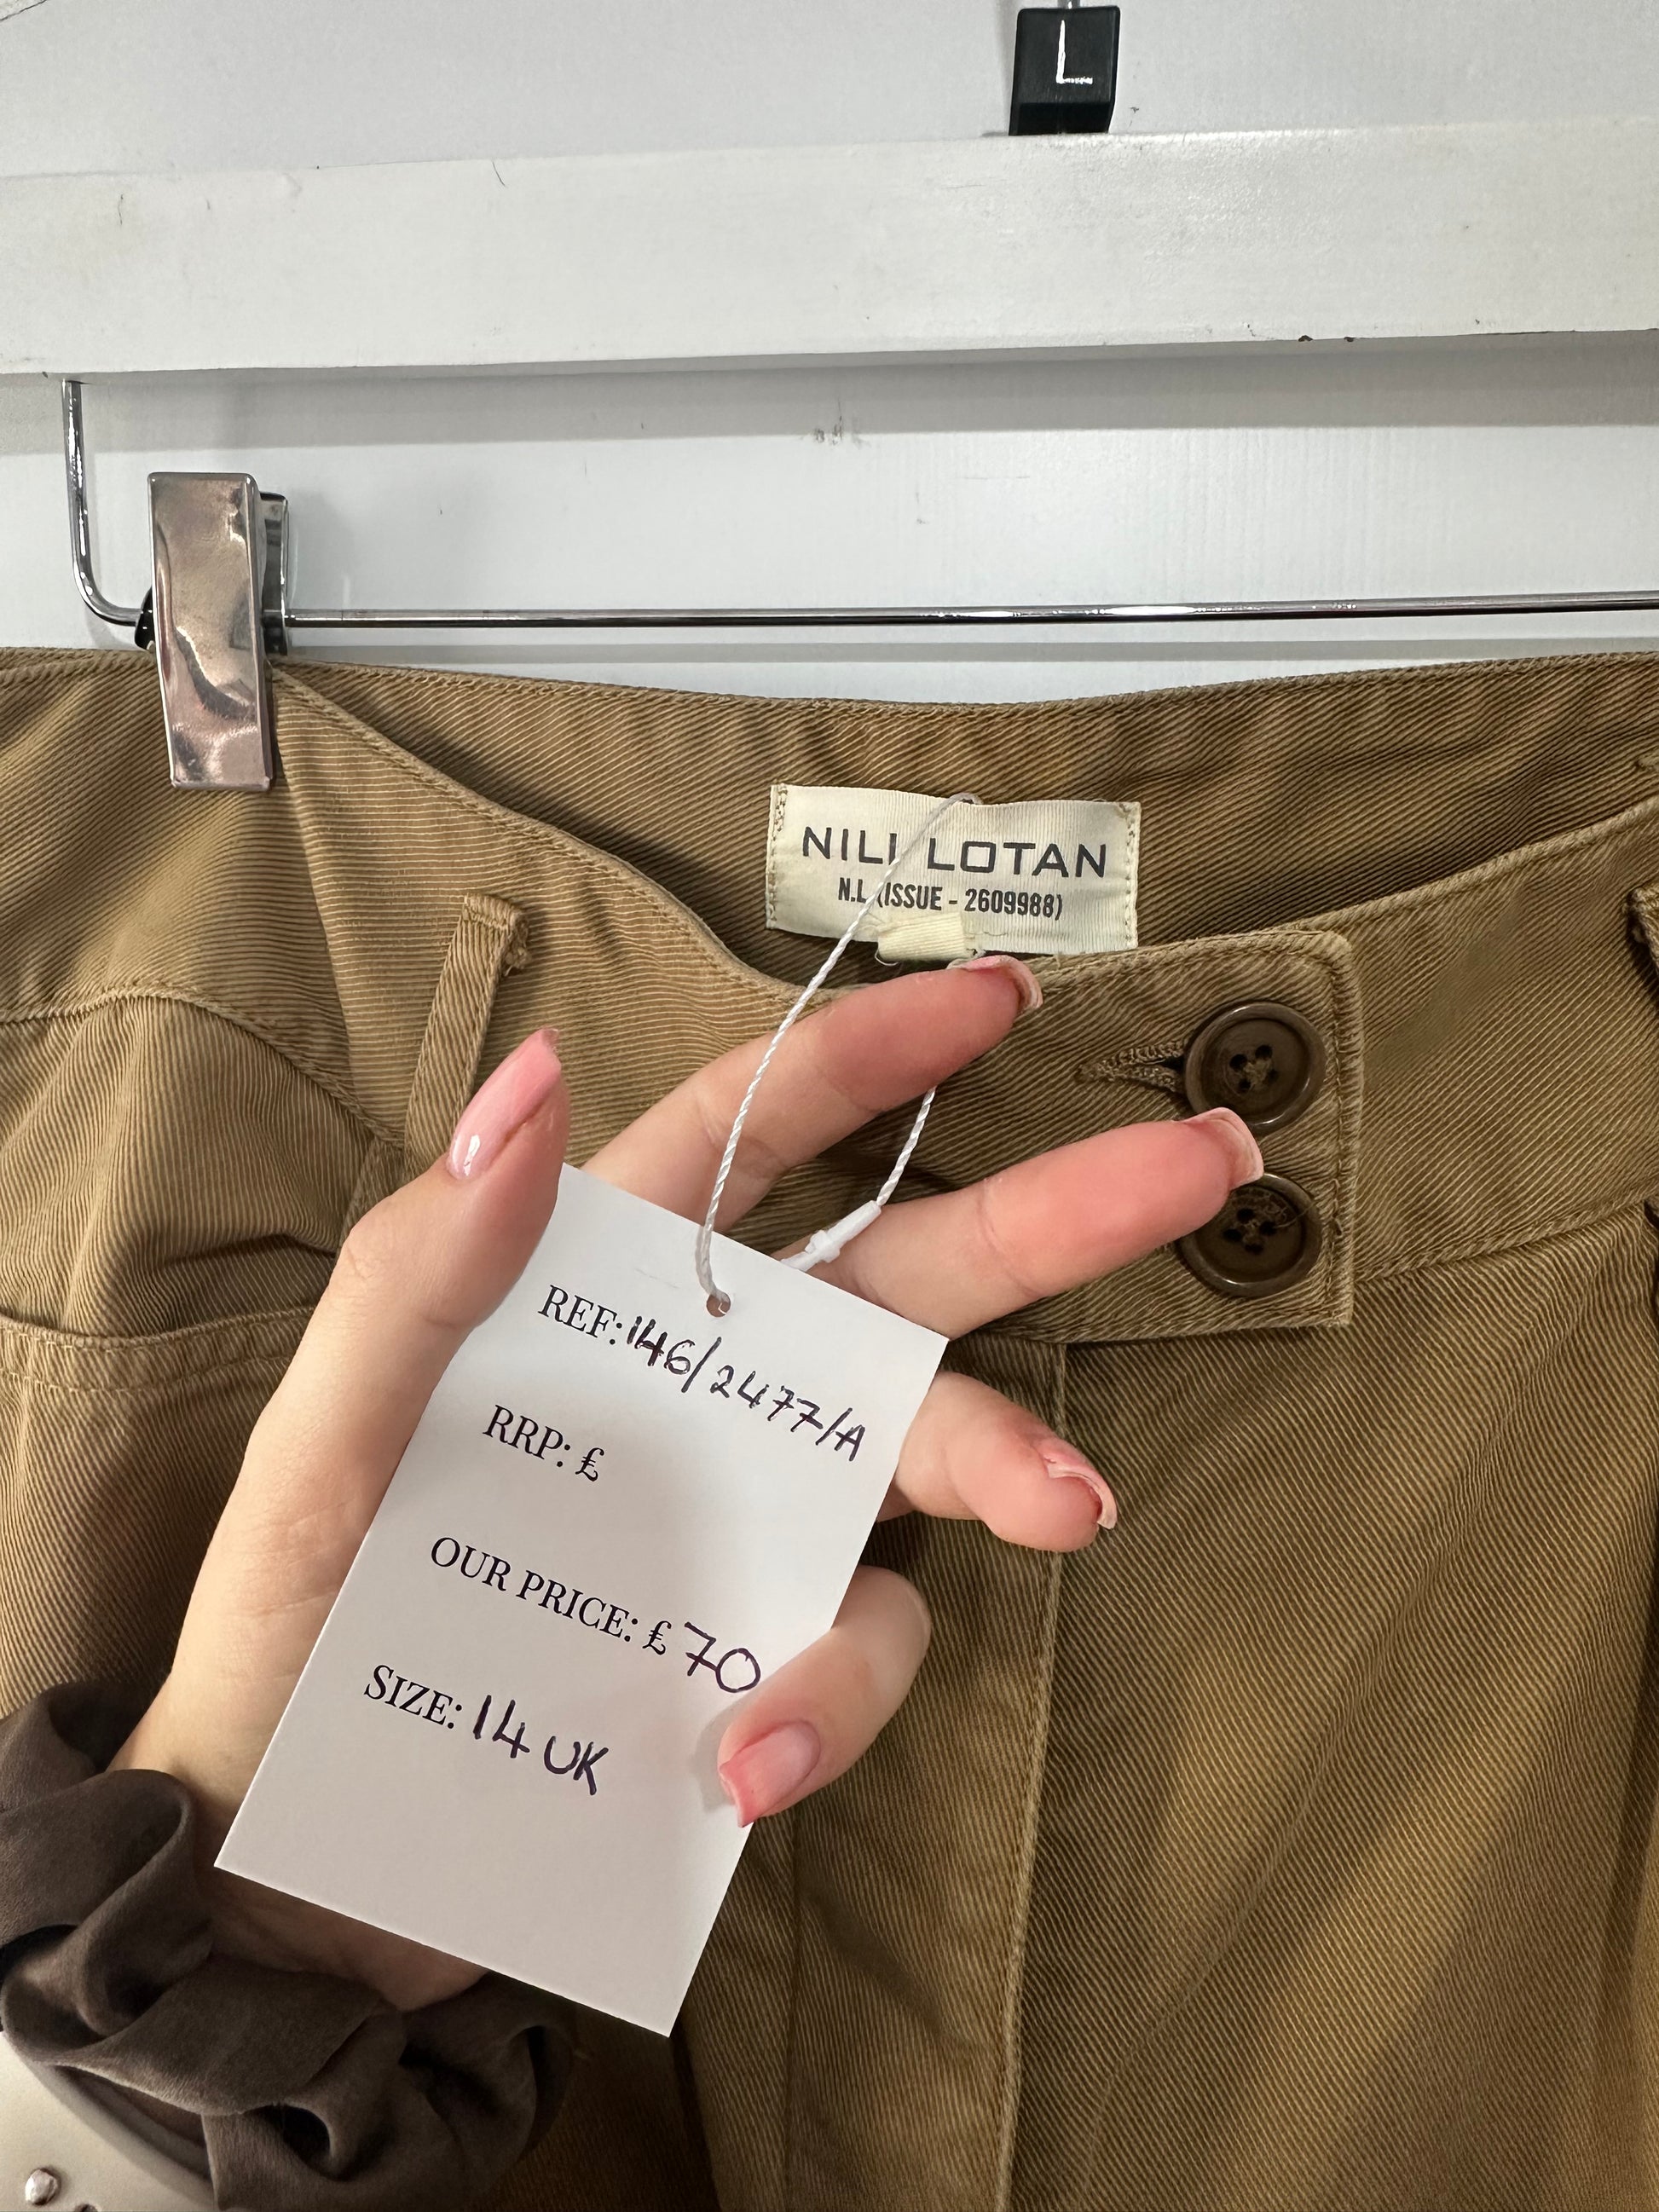 L
NILI LOTAN
N.L (ISSUE - 2609988)
REF: 146/2477/A
RRP: £
OUR PRICE: £ 70
SIZE: 14 UK